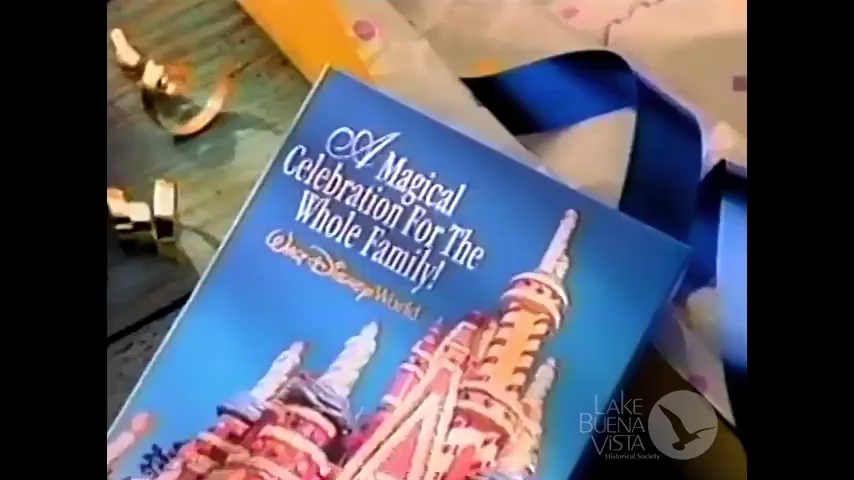 A Magical
Celebration For The
Whole Family!
Walt Disney World
LAKE
BUENA
VISTA
Historical Society